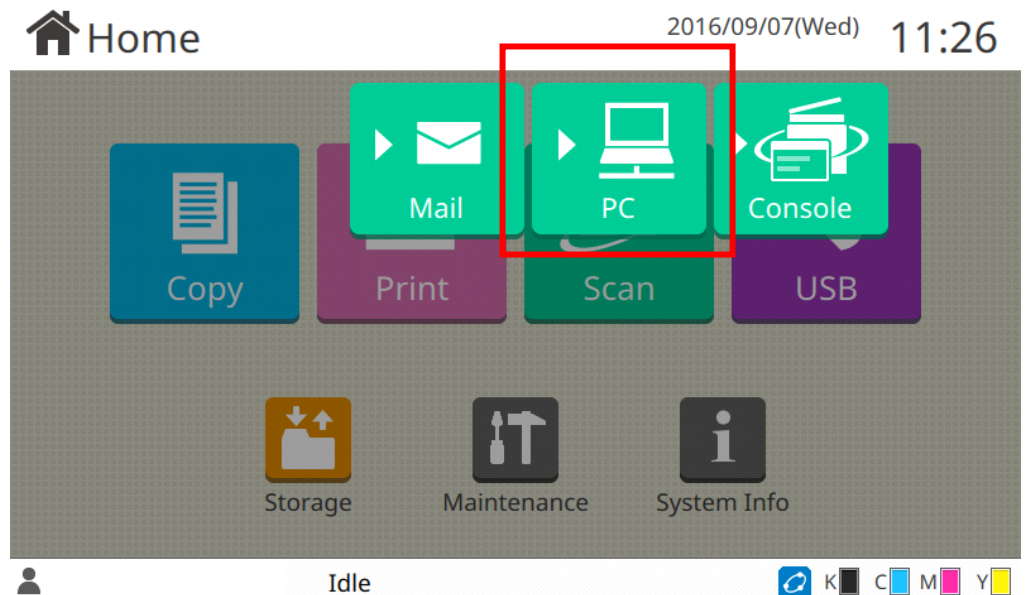 Home 2016/09/07(Wed) 11:26
Mail PC Console
Copy Print Scan USB
Storage Maintenance System Info
Idle K C M Y